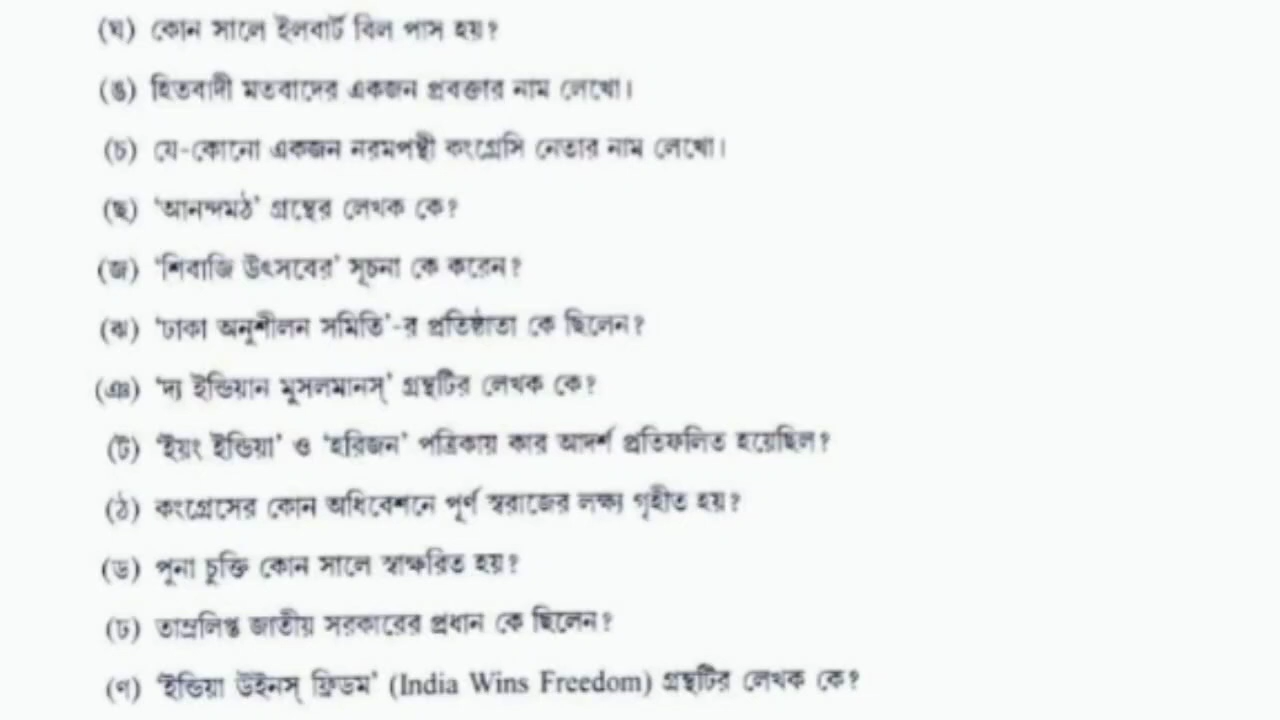 (ঘ) কোন সালে ইলবার্ট বিল পাস হয়?
(ঙ) হিতবাদী মতবাদের একজন প্রবক্তার নাম লেখো।
(চ) যে-কোনো একজন নরমপন্থী কংগ্রেসি নেতার নাম লেখো।
(ছ) 'আনন্দমঠ' গ্রন্থের লেখক কে?
(জ) 'শিবাজি উৎসবের' সূচনা কে করেন?
(ঝ) 'ঢাকা অনুশীলন সমিতি'-র প্রতিষ্ঠাতা কে ছিলেন?
(ঞ) 'দ্য ইন্ডিয়ান মুসলমানস্' গ্রন্থটির লেখক কে?
(ট) 'ইয়ং ইন্ডিয়া' ও 'হরিজন' পত্রিকায় কার আদর্শ প্রতিফলিত হয়েছিল?
(ঠ) কংগ্রেসের কোন অধিবেশনে পূর্ণ স্বরাজের লক্ষ্য গৃহীত হয়?
(ড) পূনা চুক্তি কোন সালে স্বাক্ষরিত হয়?
(ঢ) তাম্রলিপ্ত জাতীয় সরকারের প্রধান কে ছিলেন?
(ণ) 'ইন্ডিয়া উইনস্ ফ্রিডম' (India Wins Freedom) গ্রন্থটির লেখক কে?